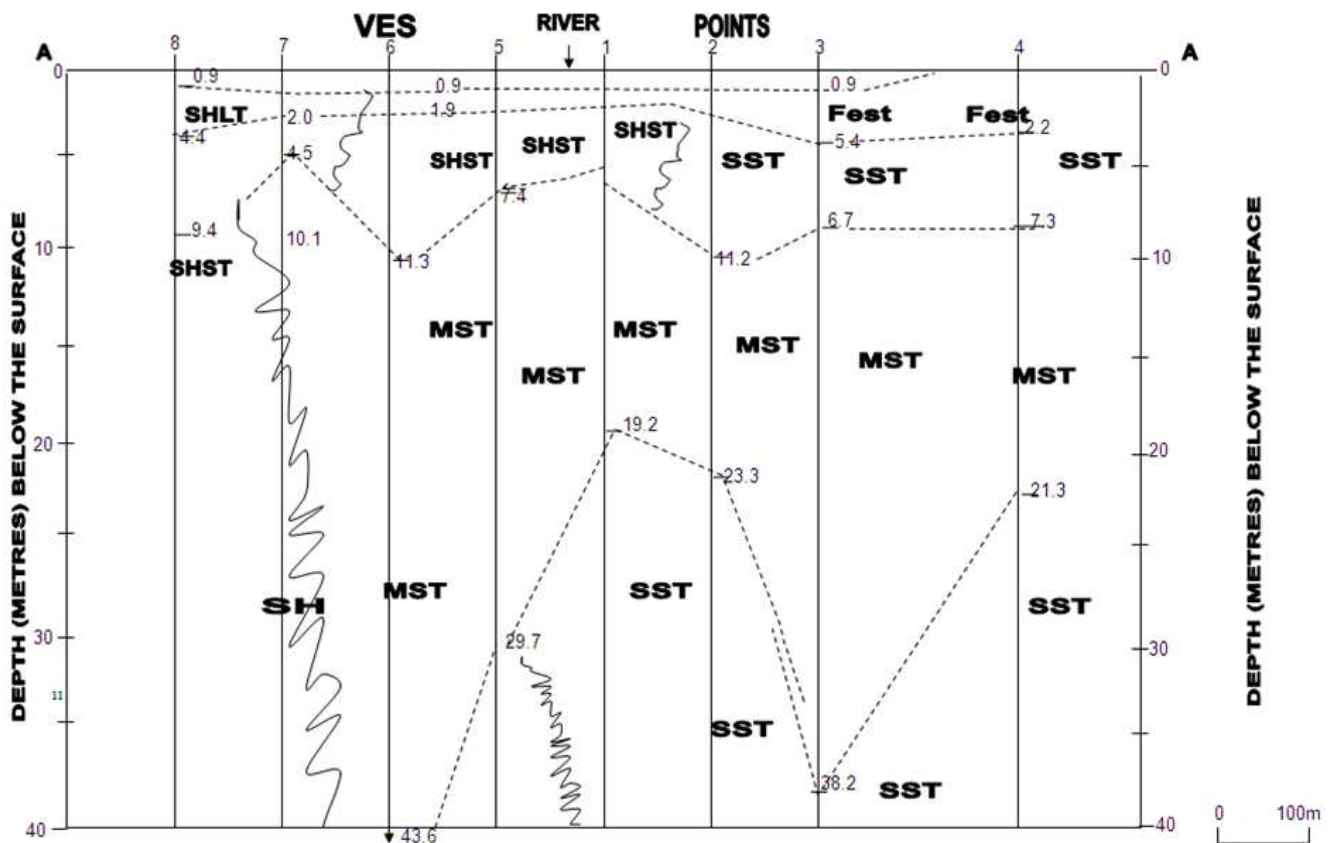 VES RIVER POINTS
A 8 7 6 5 1 2 3 4 A
0 0
0.9 0.9 0.9
SHLT 2.0 1.9 Fest Fest
4.4 4.5 SHST SHST SHST SST 5.4 SST 2.2 SST
7.4 6.7 7.3
9.4 10.1
10 11.3 11.2 10
SHST
MST MST MST MST
MST MST
19.2
20 20
23.3 21.3
SH MST SST SST
30 29.7 30
11
SST
38.2 SST
40 43.6 40
0 100m
DEPTH (METRES) BELOW THE SURFACE
DEPTH (METRES) BELOW THE SURFACE